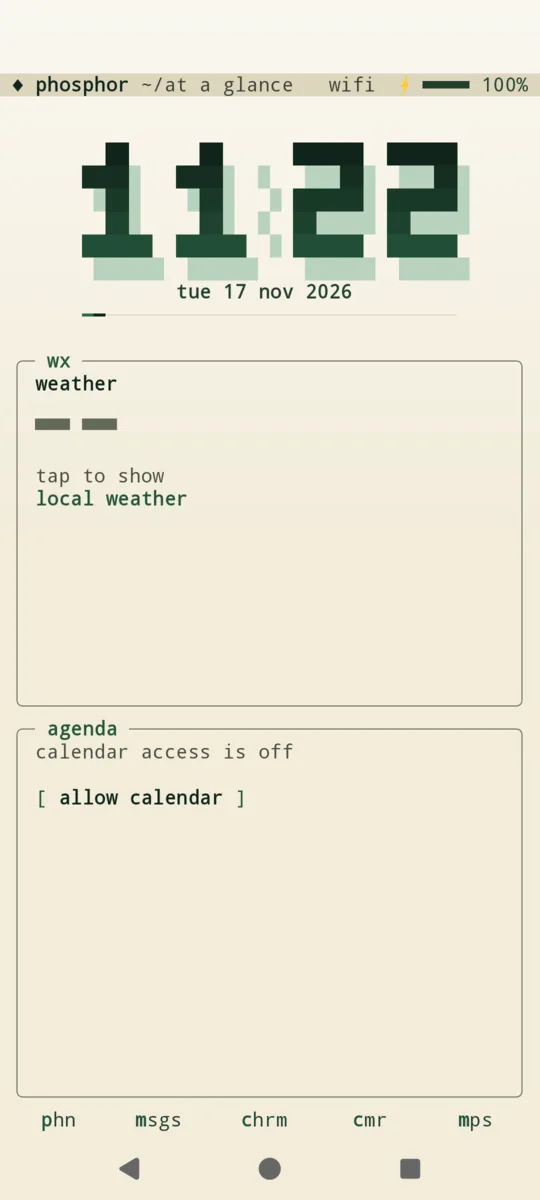 ♦ phosphor ~/at a glance wifi ⚡ 100%
11:22
tue 17 nov 2026
wx
weather
tap to show
local weather
agenda
calendar access is off
[ allow calendar ]
phn msgs chrm cmr mps